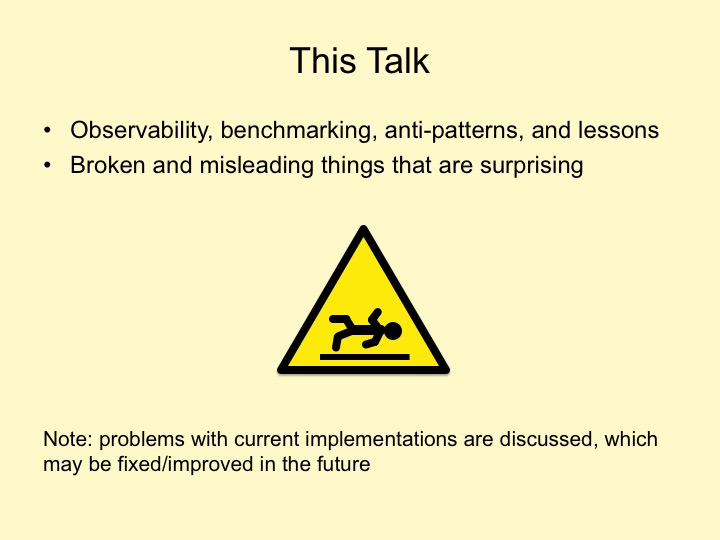 This Talk
• Observability, benchmarking, anti-patterns, and lessons
• Broken and misleading things that are surprising
Note: problems with current implementations are discussed, which
may be fixed/improved in the future